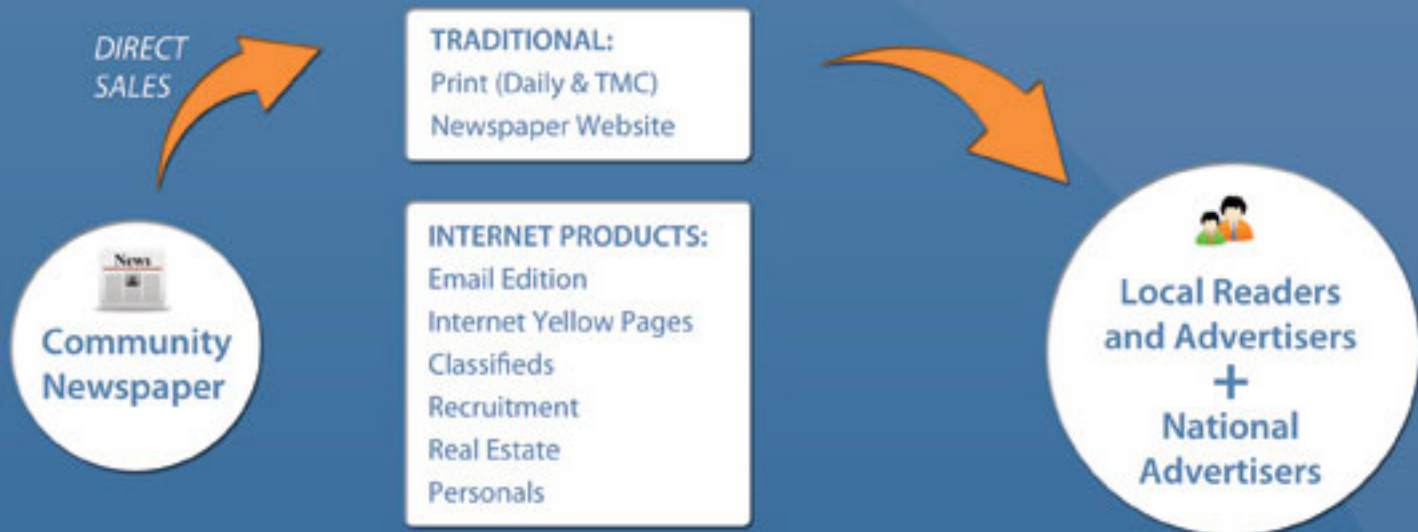 DIRECT
SALES
TRADITIONAL:
Print (Daily & TMC)
Newspaper Website
News
Community
Newspaper
INTERNET PRODUCTS:
Email Edition
Internet Yellow Pages
Classifieds
Recruitment
Real Estate
Personals
Local Readers
and Advertisers
+
National
Advertisers